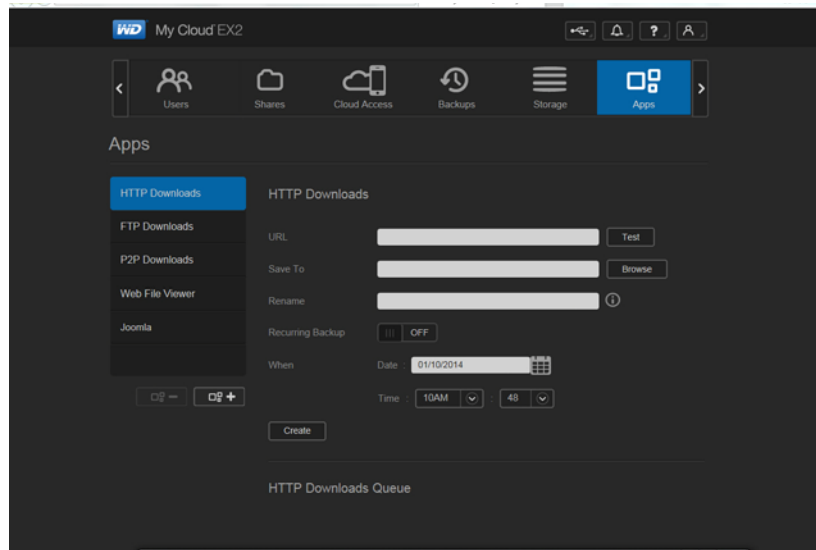 WD My Cloud EX2
?
Users Shares Cloud Access Backups Storage Apps
Apps
HTTP Downloads
FTP Downloads
P2P Downloads
Web File Viewer
Joomla
HTTP Downloads
URL Test
Save To Browse
Rename
Recurring Backup OFF
When Date : 01/10/2014
Time : 10AM : 48
Create
HTTP Downloads Queue